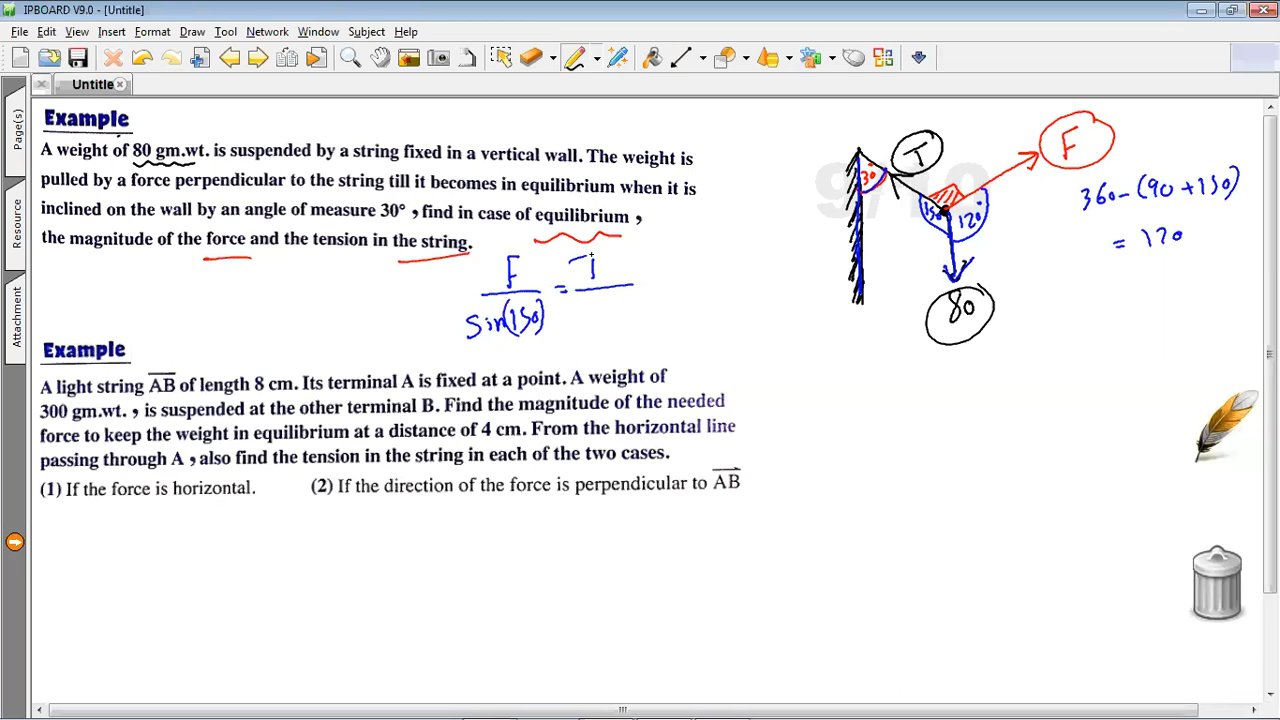 IPBOARD V9.0 - [Untitle]
File Edit View Insert Format Draw Tool Network Window Subject Help
Untitle
Page(s)
Resource
Attachment
Example
A weight of 80 gm.wt. is suspended by a string fixed in a vertical wall. The weight is
pulled by a force perpendicular to the string till it becomes in equilibrium when it is
inclined on the wall by an angle of measure 30° , find in case of equilibrium ,
the magnitude of the force and the tension in the string.
F / sin(150) = T
T
F
30°
150
120°
80
360 - (90 + 150)
= 120
Example
A light string AB of length 8 cm. Its terminal A is fixed at a point. A weight of
300 gm.wt. , is suspended at the other terminal B. Find the magnitude of the needed
force to keep the weight in equilibrium at a distance of 4 cm. From the horizontal line
passing through A , also find the tension in the string in each of the two cases.
(1) If the force is horizontal. (2) If the direction of the force is perpendicular to AB